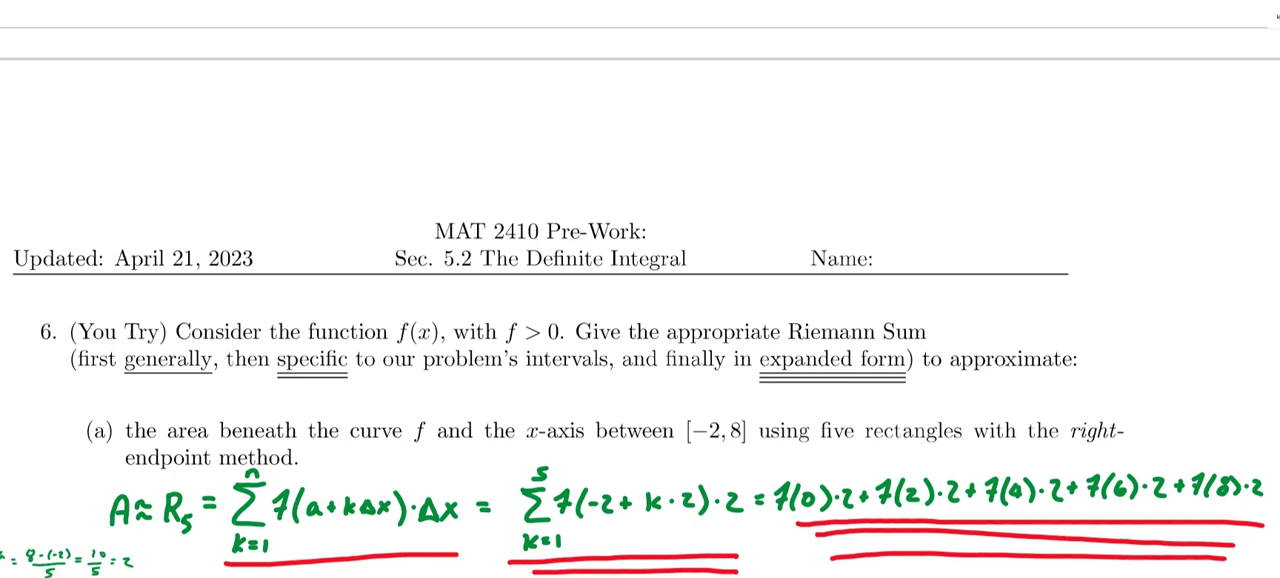 MAT 2410 Pre-Work:
Updated: April 21, 2023 Sec. 5.2 The Definite Integral Name:
6. (You Try) Consider the function f(x), with f > 0. Give the appropriate Riemann Sum
(first generally, then specific to our problem's intervals, and finally in expanded form) to approximate:
(a) the area beneath the curve f and the x-axis between [−2, 8] using five rectangles with the right-
endpoint method.
A≈ R₅ = ∑ₖ₌₁ⁿ f(a+kΔx)·Δx = ∑ₖ₌₁⁵ f(-2+ k·2)·2 = f(0)·2+f(2)·2+f(4)·2+f(6)·2+f(8)·2
= 8-(-2)/5 = 10/5 = 2